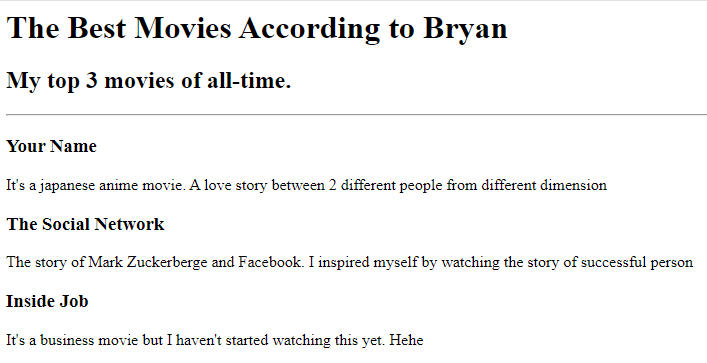 The Best Movies According to Bryan
My top 3 movies of all-time.
Your Name
It's a japanese anime movie. A love story between 2 different people from different dimension
The Social Network
The story of Mark Zuckerberge and Facebook. I inspired myself by watching the story of successful person
Inside Job
It's a business movie but I haven't started watching this yet. Hehe